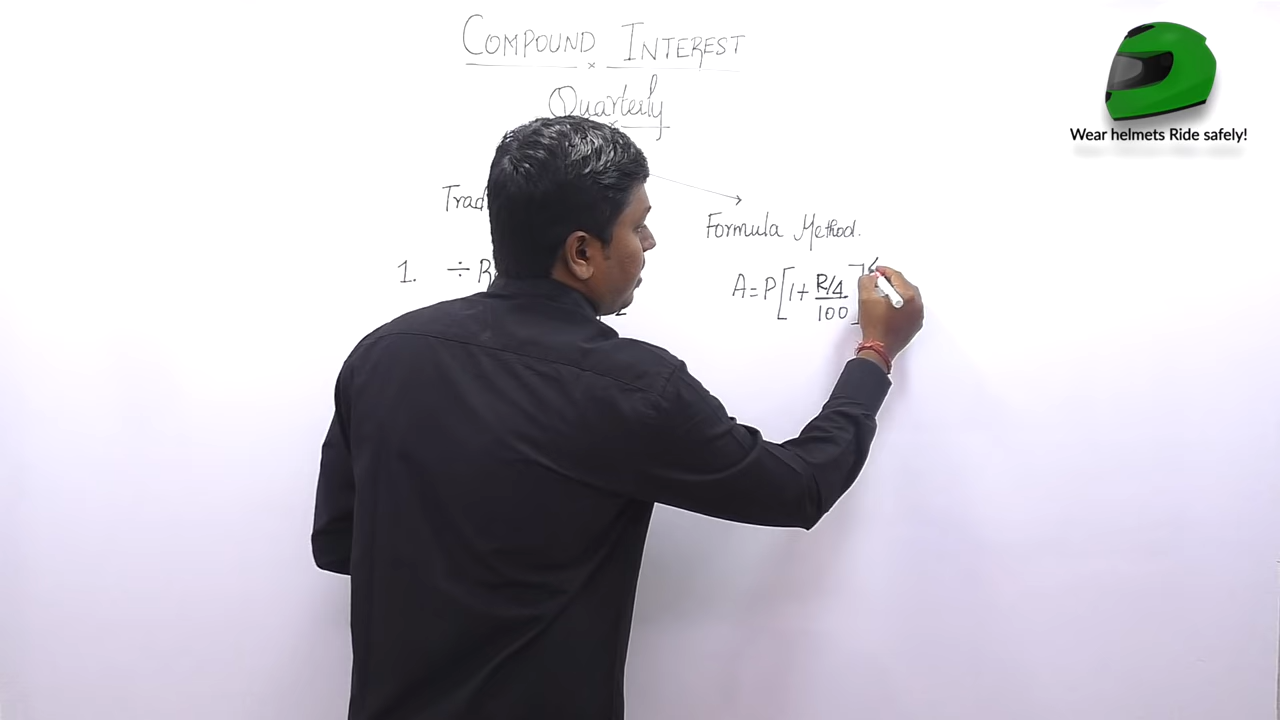 COMPOUND INTEREST
Quarterly
Wear helmets Ride safely!
Formula Method.
1. ÷ R
A = P[1 + R/4
100 ]